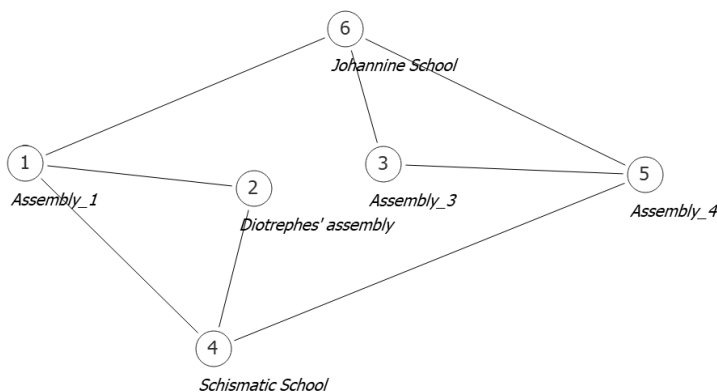 6
Johannine School
1
Assembly_1
2
Diotrephes' assembly
3
Assembly_3
5
Assembly_4
4
Schismatic School